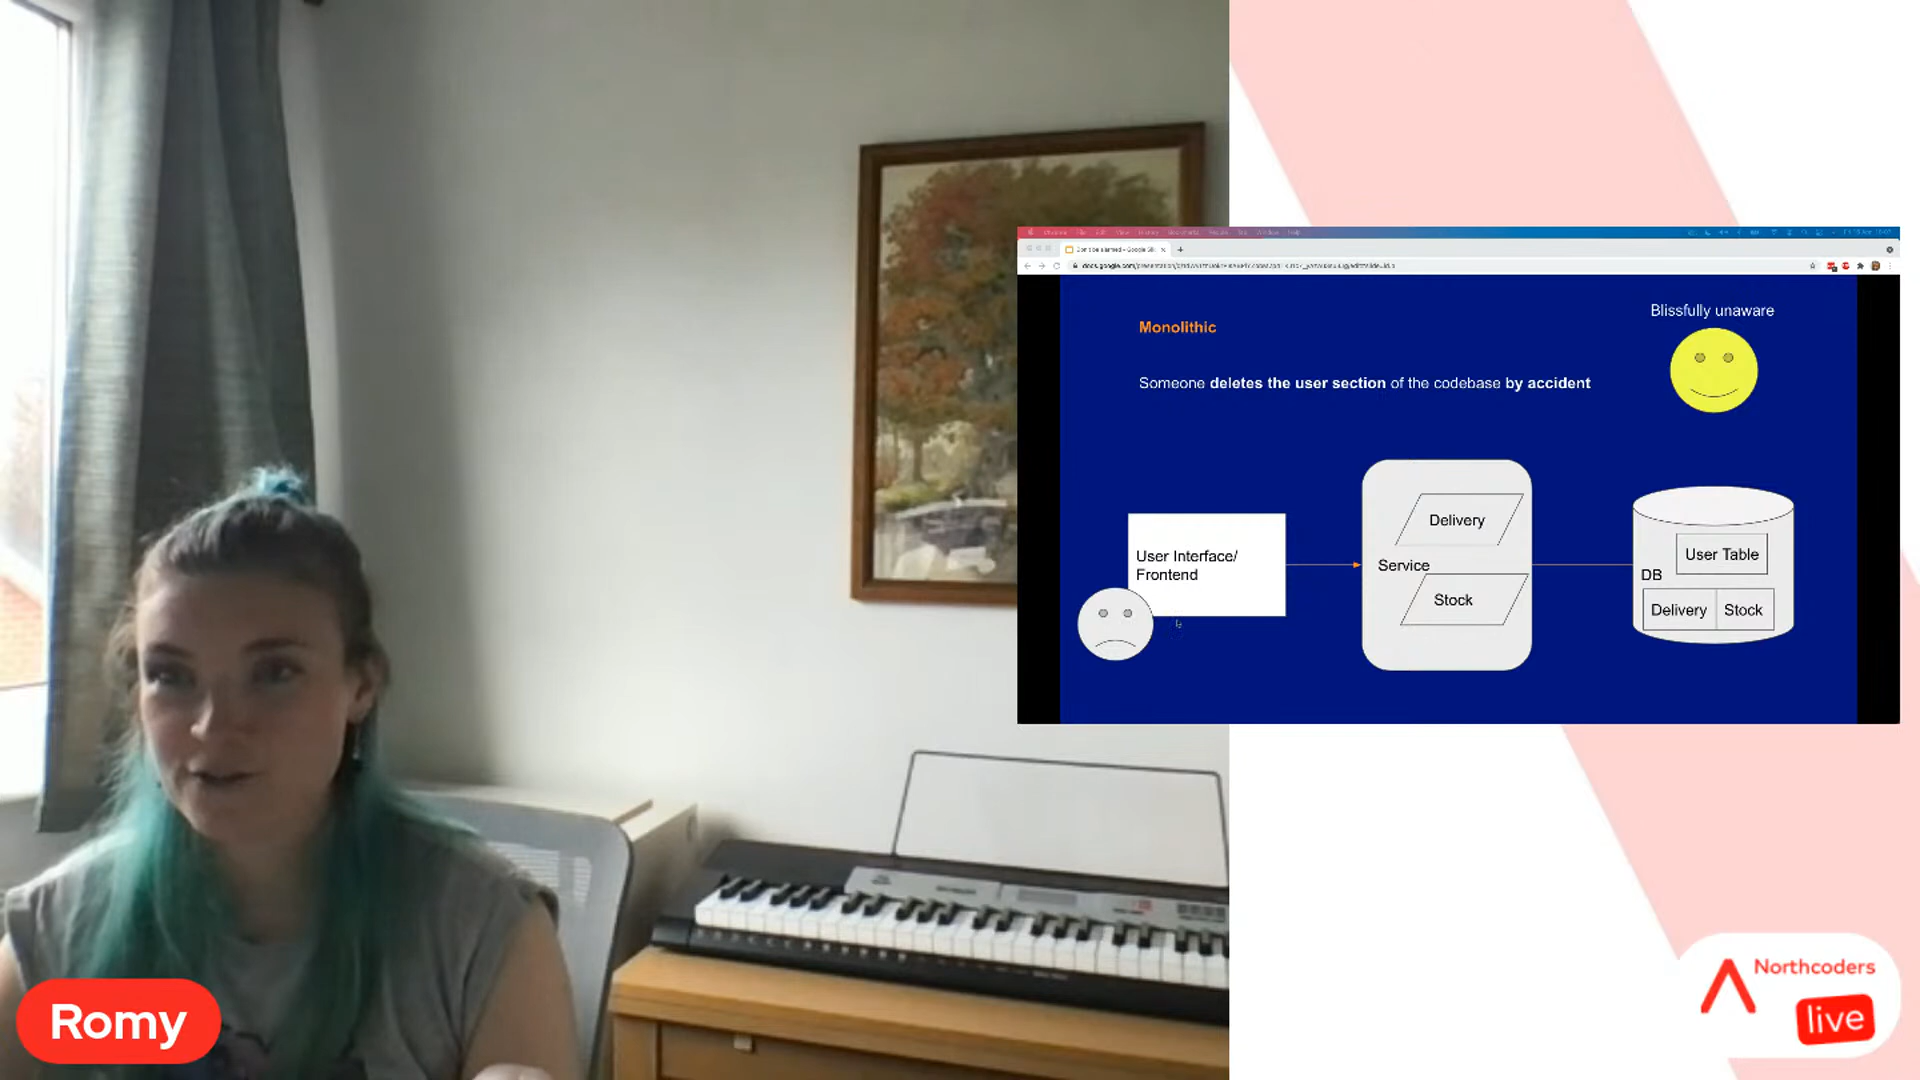 Blissfully unaware
Monolithic
Someone deletes the user section of the codebase by accident
Delivery
User Interface/
Frontend
Service
Stock
User Table
DB
Delivery Stock
Romy
Northcoders
live